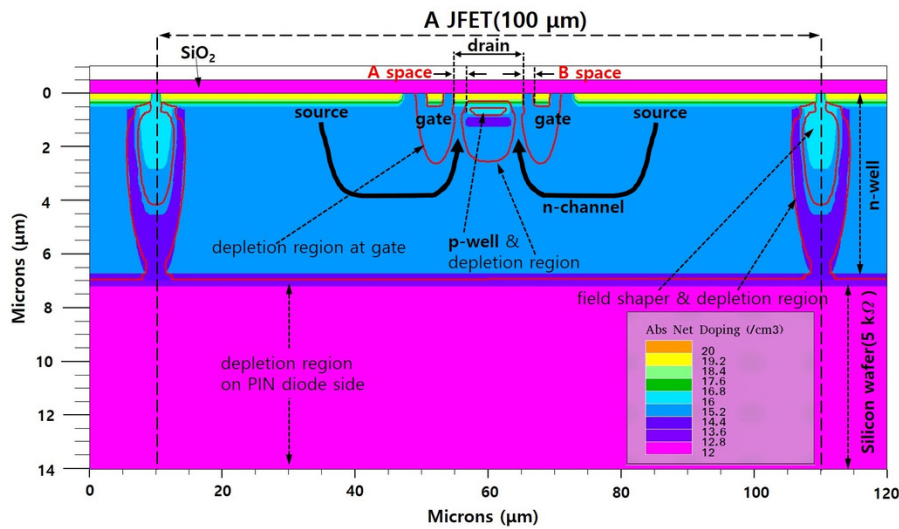 A JFET(100 μm)
SiO2
drain
A space
B space
source
gate
gate
source
n-channel
depletion region at gate
p-well &
depletion region
field shaper & depletion region
n-well
depletion region
on PIN diode side
Silicon wafer(5 kΩ)
Abs Net Doping (/cm3)
20
19.2
18.4
17.6
16.8
16
15.2
14.4
13.6
12.8
12
Microns (μm)
0
2
4
6
8
10
12
14
0
20
40
60
80
100
120
Microns (μm)